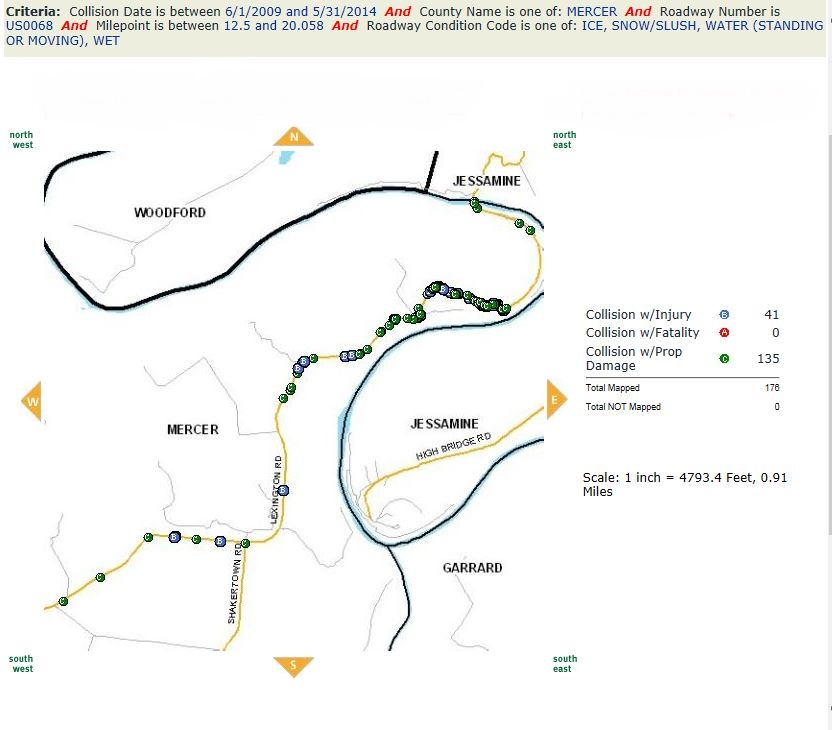 Criteria: Collision Date is between 6/1/2009 and 5/31/2014 And County Name is one of: MERCER And Roadway Number is
US0068 And Milepoint is between 12.5 and 20.058 And Roadway Condition Code is one of: ICE, SNOW/SLUSH, WATER (STANDING
OR MOVING), WET
north
west
N
north
east
JESSAMINE
WOODFORD
Collision w/Injury B 41
Collision w/Fatality A 0
Collision w/Prop
Damage C 135
Total Mapped 176
Total NOT Mapped 0
W
E
MERCER
JESSAMINE
HIGH BRIDGE RD
LEXINGTON RD
Scale: 1 inch = 4793.4 Feet, 0.91
Miles
SHAKERTOWN RD
GARRARD
south
west
S
south
east